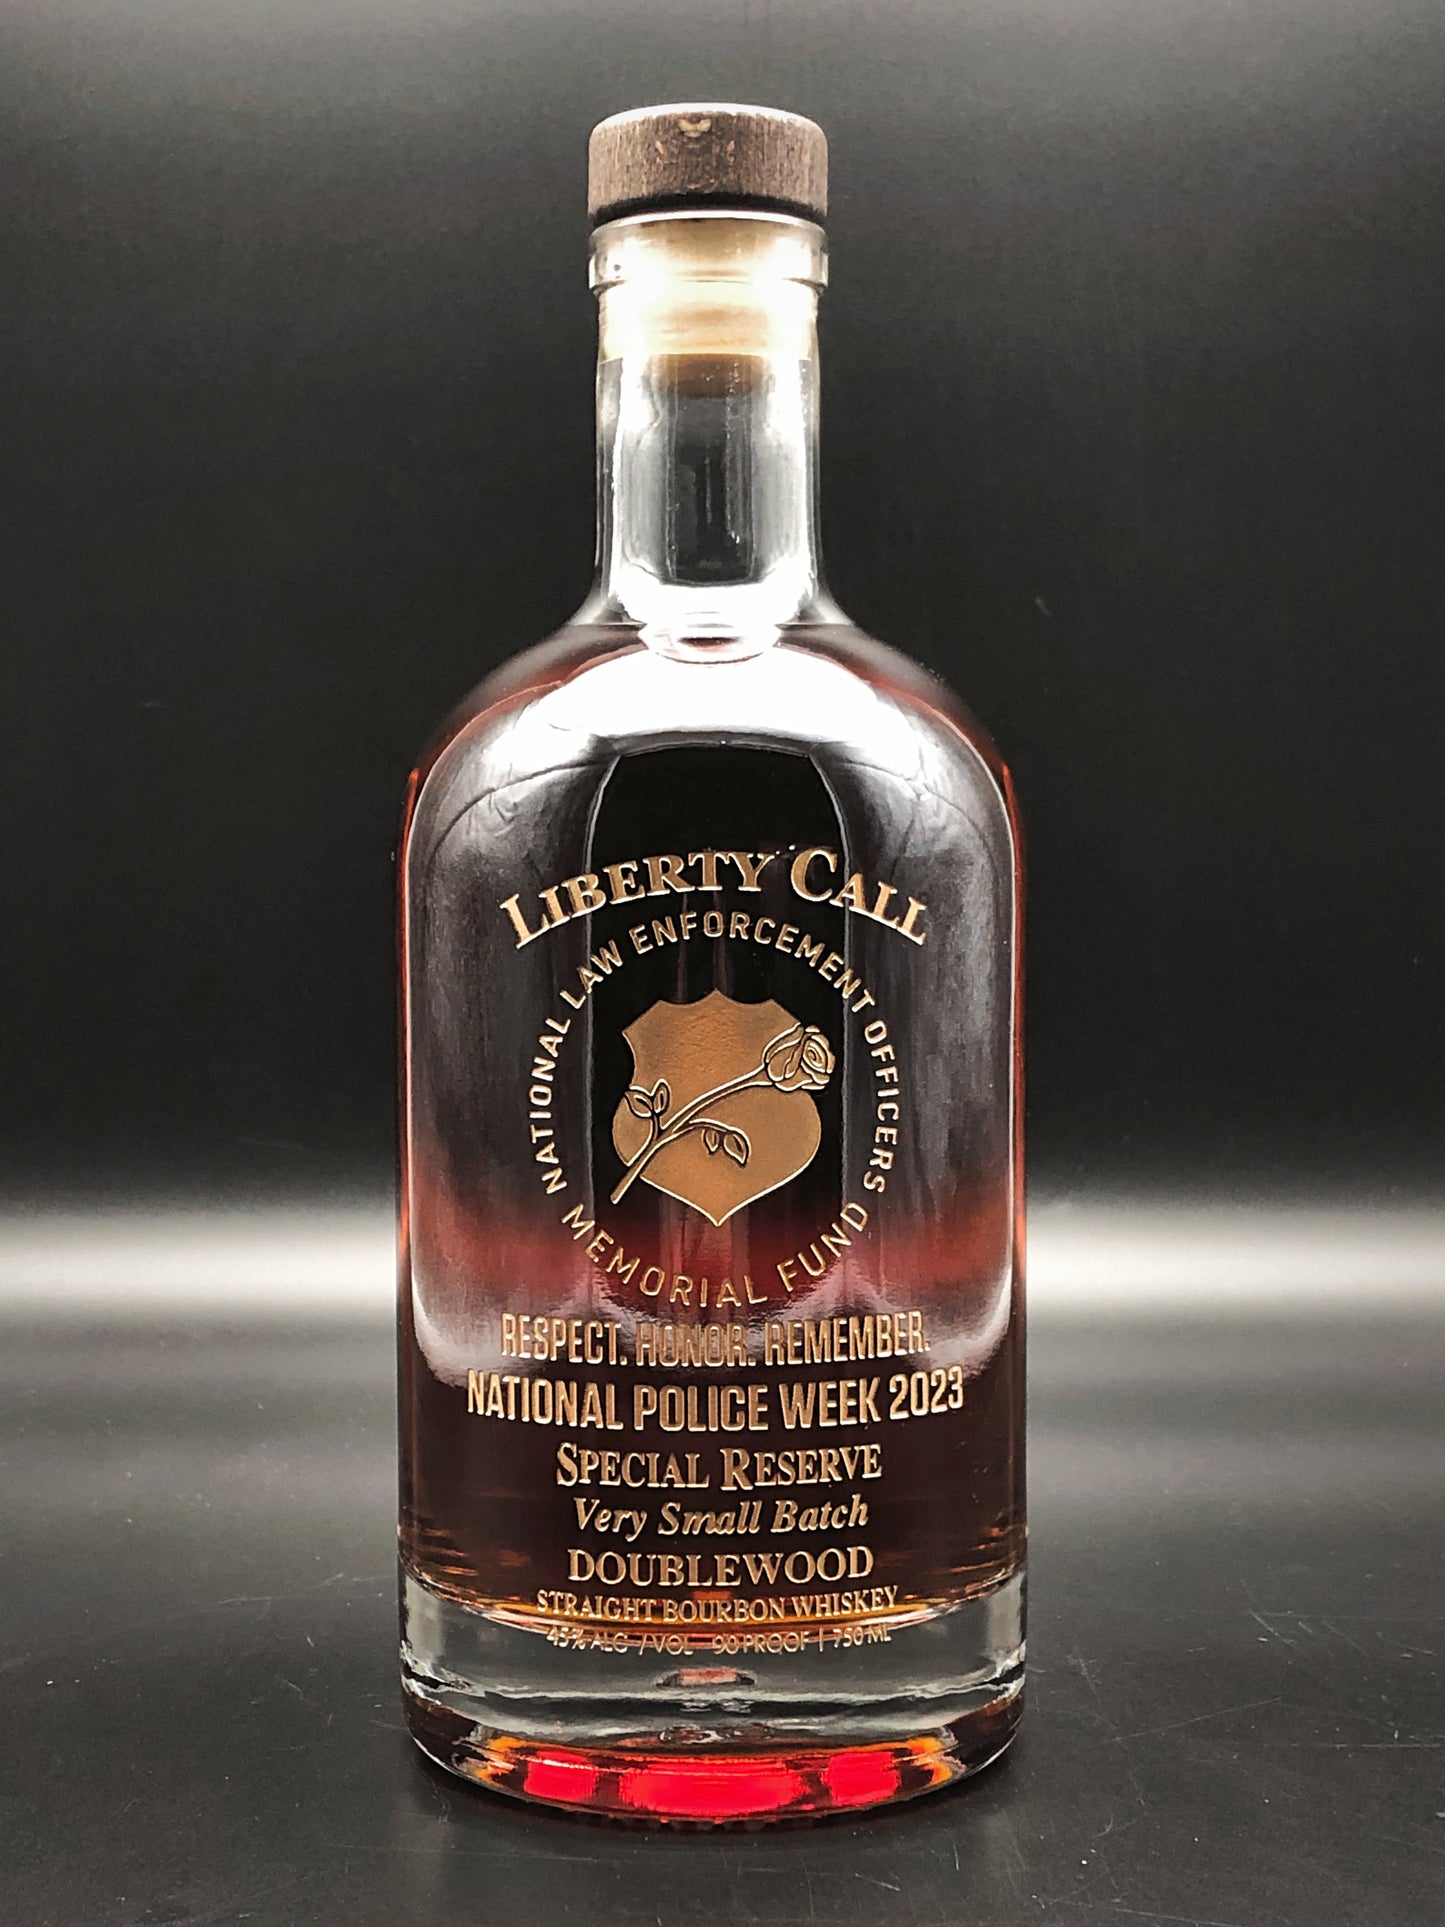 LIBERTY CALL
NATIONAL LAW ENFORCEMENT OFFICERS
MEMORIAL FUND
RESPECT. HONOR. REMEMBER.
NATIONAL POLICE WEEK 2023
SPECIAL RESERVE
Very Small Batch
DOUBLEWOOD
STRAIGHT BOURBON WHISKEY
45% ALC / VOL 90 PROOF | 750 ML